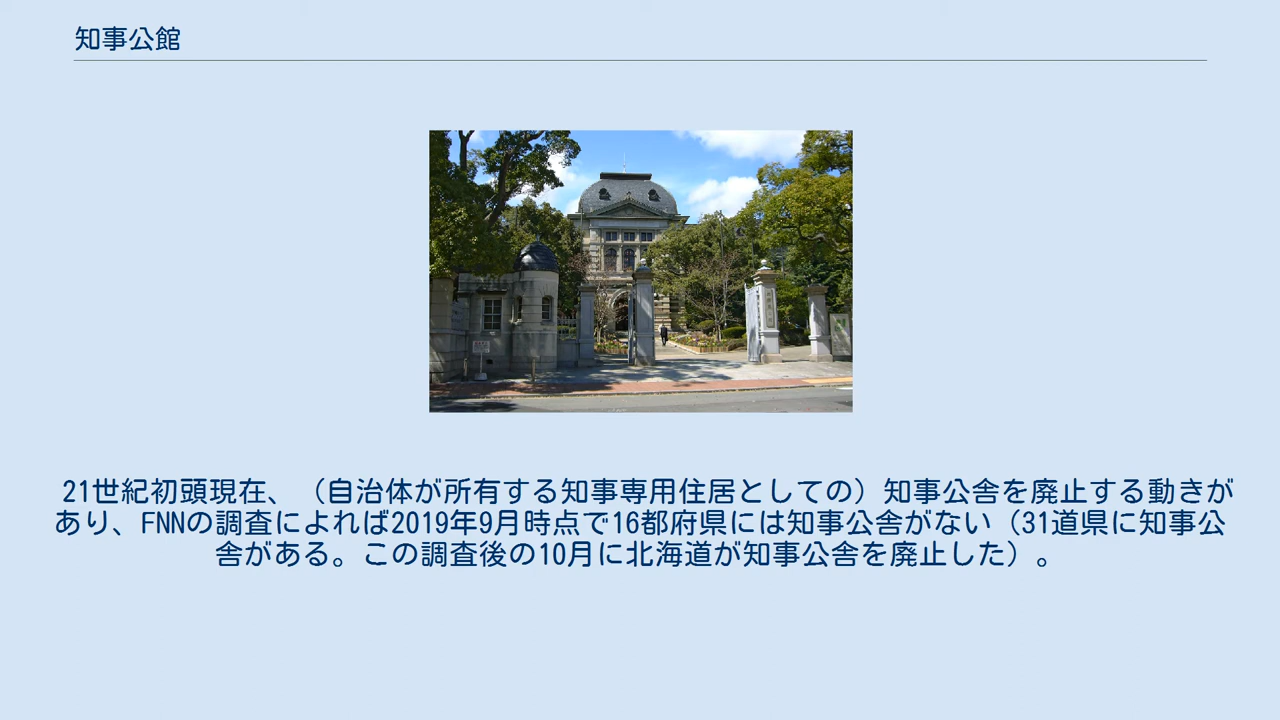 知事公館
21世紀初頭現在、（自治体が所有する知事専用住居としての）知事公舎を廃止する動きが
あり、FNNの調査によれば2019年9月時点で16都府県には知事公舎がない（31道県に知事公
舎がある。この調査後の10月に北海道が知事公舎を廃止した）。